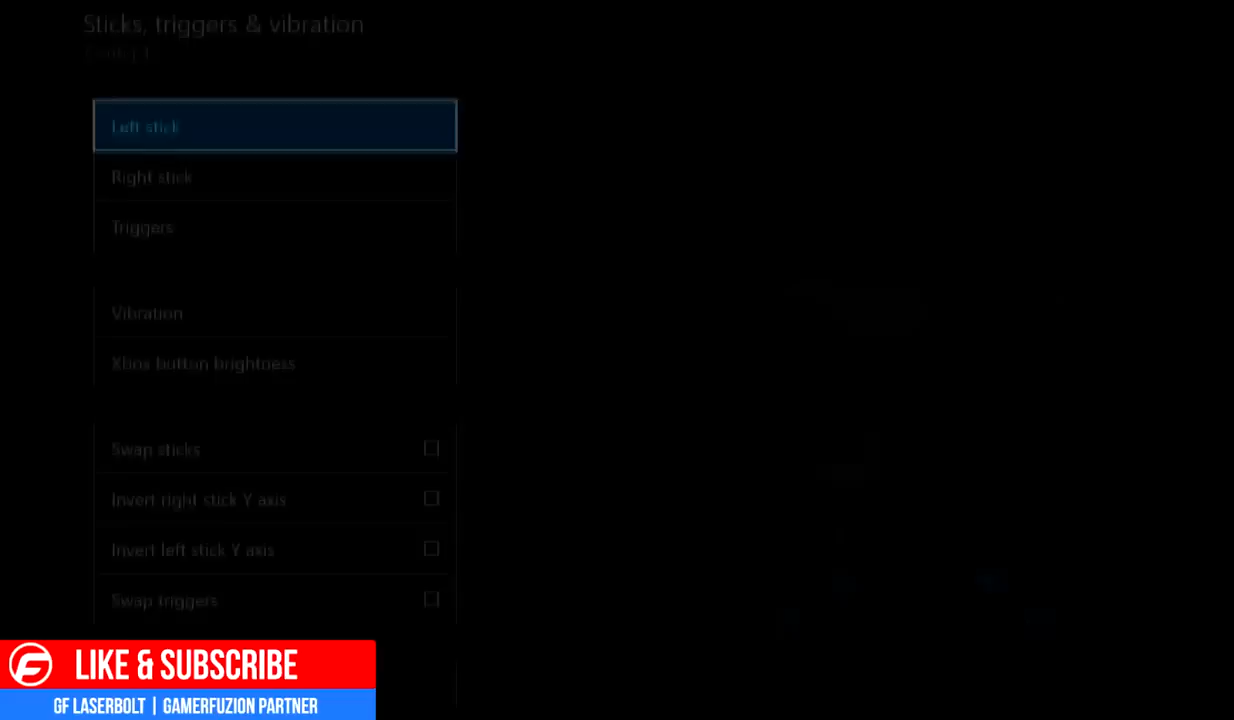 Sticks, triggers & vibration
Left stick
Right stick
Triggers
Vibration
Xbox button brightness
Swap sticks
Invert right stick Y axis
Invert left stick Y axis
Swap triggers
LIKE & SUBSCRIBE
GF LASERBOLT | GAMERFUZION PARTNER